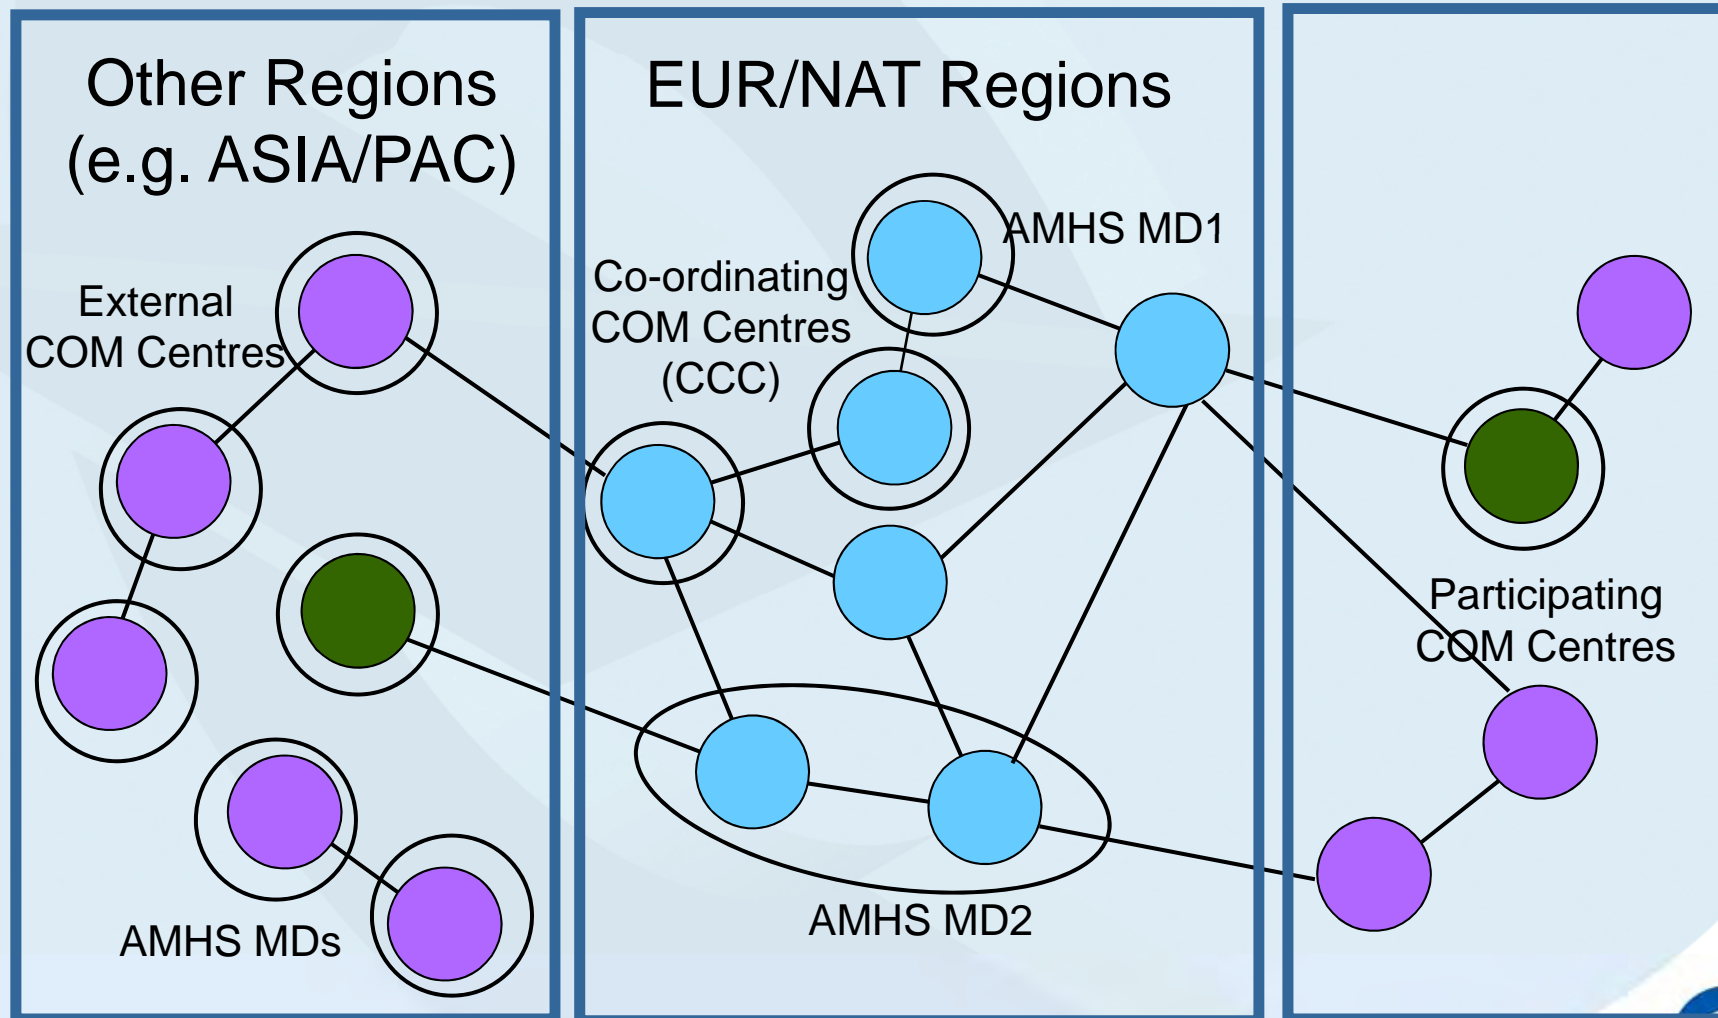 Other Regions
(e.g. ASIA/PAC)
External
COM Centres
AMHS MDs
EUR/NAT Regions
AMHS MD1
Co-ordinating
COM Centres
(CCC)
AMHS MD2
Participating
COM Centres